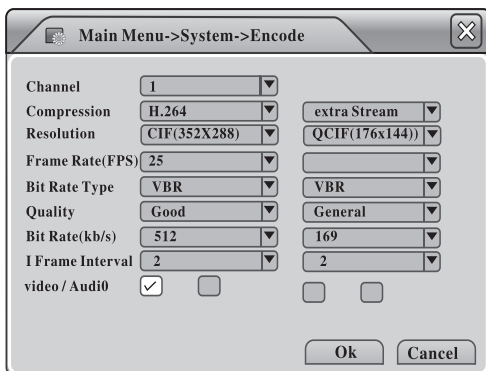 Main Menu->System->Encode
Channel 1
Compression H.264 extra Stream
Resolution CIF(352X288) QCIF(176x144))
Frame Rate(FPS) 25
Bit Rate Type VBR VBR
Quality Good General
Bit Rate(kb/s) 512 169
I Frame Interval 2 2
video / Audi0
Ok Cancel